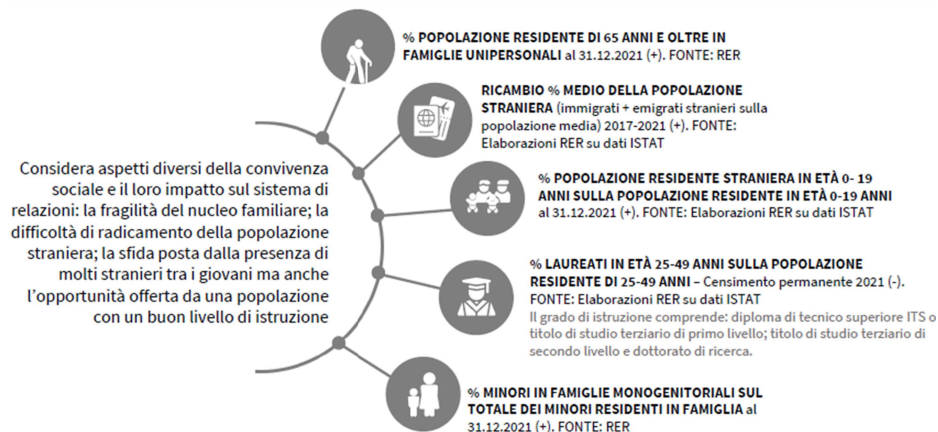 % POPOLAZIONE RESIDENTE DI 65 ANNI E OLTRE IN
FAMIGLIE UNIPERSONALI al 31.12.2021 (+). FONTE: RER
RICAMBIO % MEDIO DELLA POPOLAZIONE
STRANIERA (immigrati + emigrati stranieri sulla
popolazione media) 2017-2021 (+). FONTE:
Elaborazioni RER su dati ISTAT
Considera aspetti diversi della convivenza
sociale e il loro impatto sul sistema di
relazioni: la fragilità del nucleo familiare; la
difficoltà di radicamento della popolazione
straniera; la sfida posta dalla presenza di
molti stranieri tra i giovani ma anche
l'opportunità offerta da una popolazione
con un buon livello di istruzione
% POPOLAZIONE RESIDENTE STRANIERA IN ETÀ 0- 19
ANNI SULLA POPOLAZIONE RESIDENTE IN ETÀ 0-19 ANNI
al 31.12.2021 (+). FONTE: Elaborazioni RER su dati ISTAT
% LAUREATI IN ETÀ 25-49 ANNI SULLA POPOLAZIONE
RESIDENTE DI 25-49 ANNI – Censimento permanente 2021 (-).
FONTE: Elaborazioni RER su dati ISTAT
Il grado di istruzione comprende: diploma di tecnico superiore ITS o
titolo di studio terziario di primo livello; titolo di studio terziario di
secondo livello e dottorato di ricerca.
% MINORI IN FAMIGLIE MONOGENITORIALI SUL
TOTALE DEI MINORI RESIDENTI IN FAMIGLIA al
31.12.2021 (+). FONTE: RER